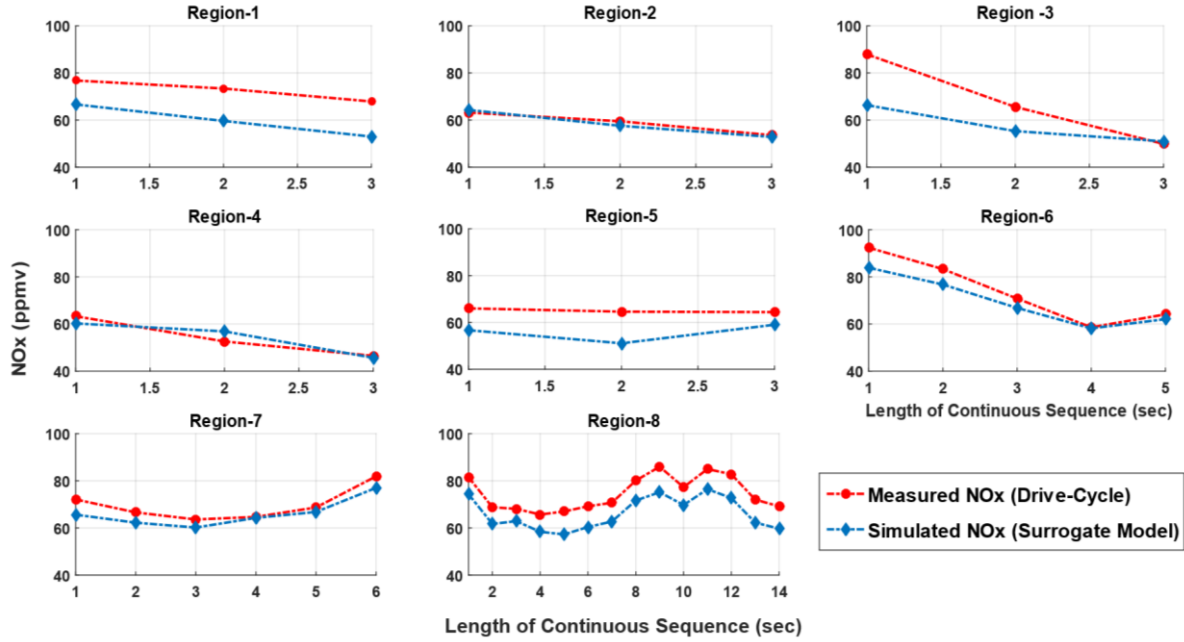 Region-1
100
80
60
40
1 1.5 2 2.5 3
Region-2
100
80
60
40
1 1.5 2 2.5 3
Region -3
100
80
60
40
1 1.5 2 2.5 3
NOx (ppmv)
Region-4
100
80
60
40
1 1.5 2 2.5 3
Region-5
100
80
60
40
1 1.5 2 2.5 3
Region-6
100
80
60
40
1 2 3 4 5
Length of Continuous Sequence (sec)
Region-7
100
80
60
40
1 2 3 4 5 6
Region-8
100
80
60
40
2 4 6 8 10 12 14
Length of Continuous Sequence (sec)
Measured NOx (Drive-Cycle)
Simulated NOx (Surrogate Model)